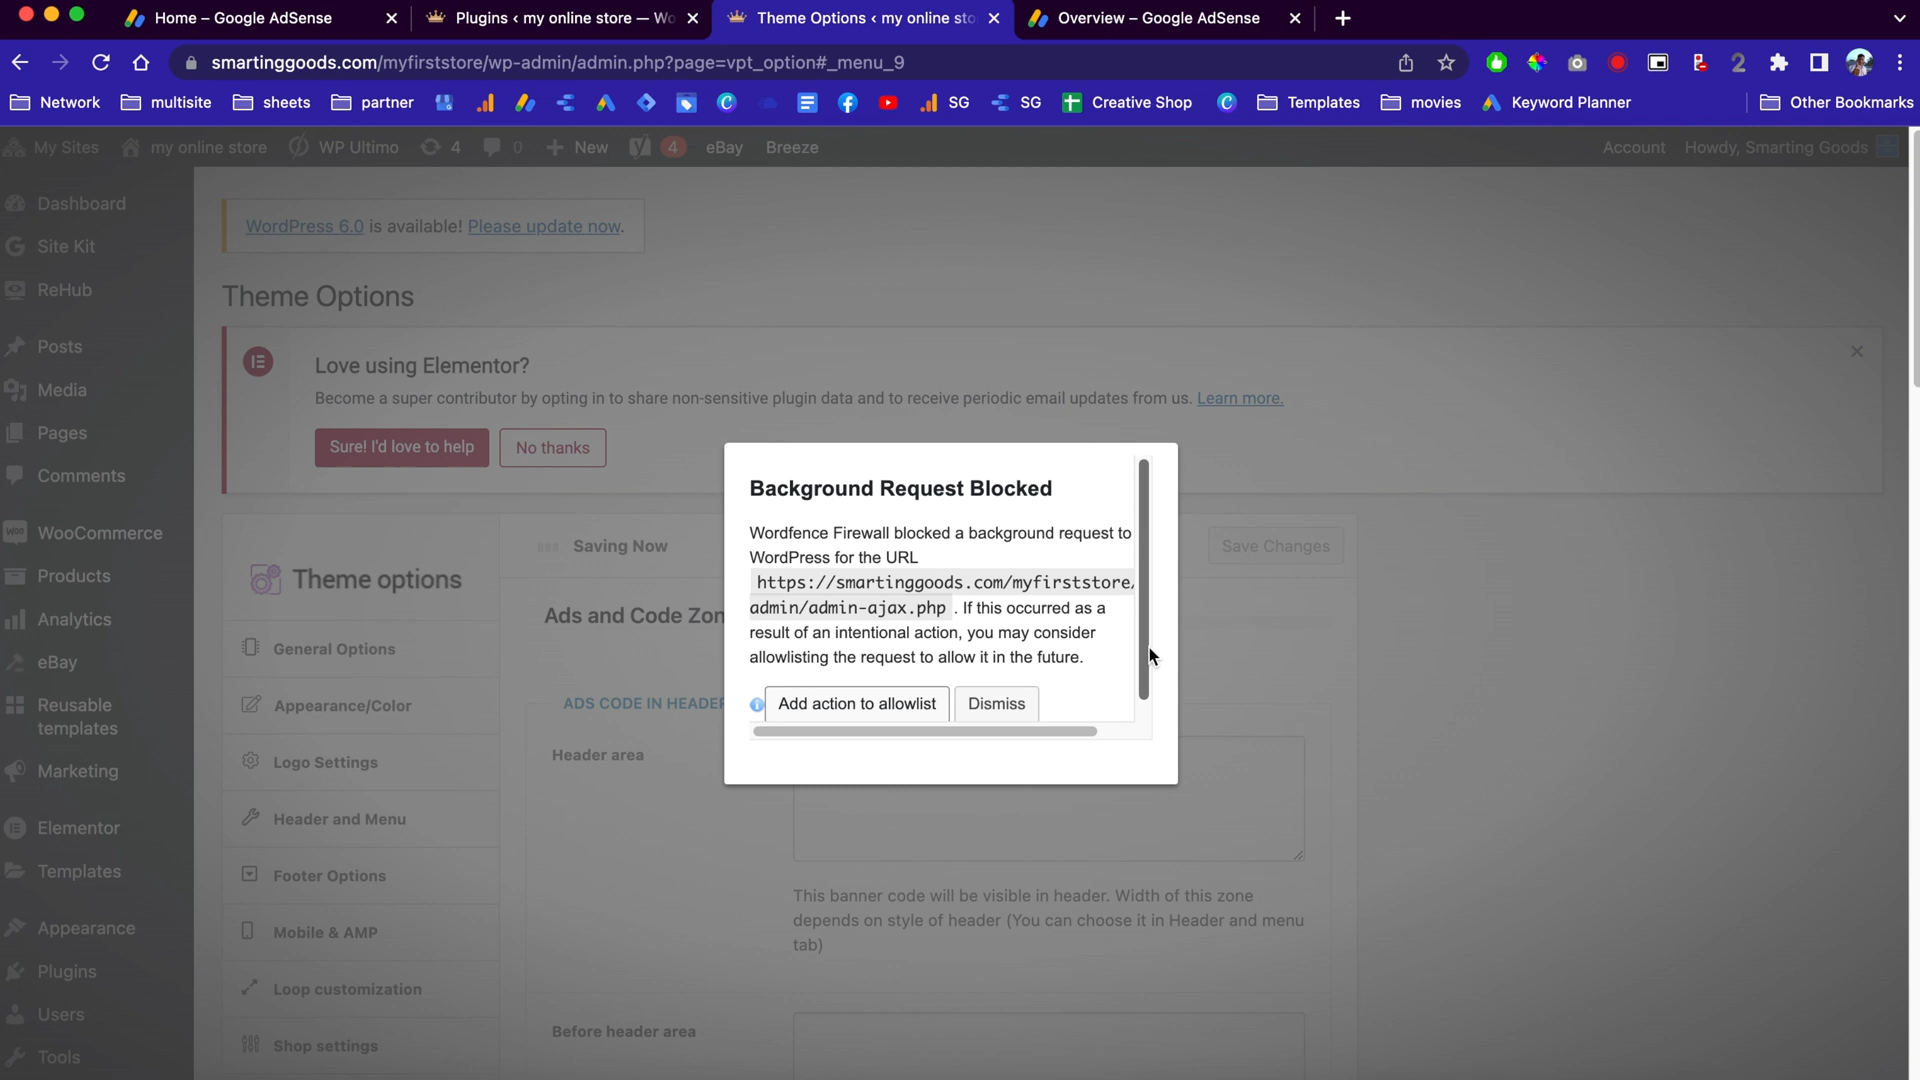 Home – Google AdSense
Plugins ‹ my online store — Wo
Theme Options ‹ my online sto
Overview – Google AdSense
smartinggoods.com/myfirststore/wp-admin/admin.php?page=vpt_option#_menu_9
2
Network
multisite
sheets
partner
SG
SG
Creative Shop
Templates
movies
Keyword Planner
Other Bookmarks
My Sites
my online store
WP Ultimo
4
0
New
4
eBay
Breeze
Account
Howdy, Smarting Goods
Dashboard
Site Kit
ReHub
Posts
Media
Pages
Comments
WooCommerce
Products
Analytics
eBay
Reusable
templates
Marketing
Elementor
Templates
Appearance
Plugins
Users
Tools
WordPress 6.0 is available! Please update now.
Theme Options
Love using Elementor?
Become a super contributor by opting in to share non-sensitive plugin data and to receive periodic email updates from us. Learn more.
Sure! I'd love to help
No thanks
Theme options
General Options
Appearance/Color
Logo Settings
Header and Menu
Footer Options
Mobile & AMP
Loop customization
Shop settings
Saving Now
Save Changes
Ads and Code Zon
ADS CODE IN HEADER
Header area
This banner code will be visible in header. Width of this zone
depends on style of header (You can choose it in Header and menu
tab)
Before header area
Background Request Blocked
Wordfence Firewall blocked a background request to
WordPress for the URL
https://smartinggoods.com/myfirststore/
admin/admin-ajax.php . If this occurred as a
result of an intentional action, you may consider
allowlisting the request to allow it in the future.
Add action to allowlist
Dismiss